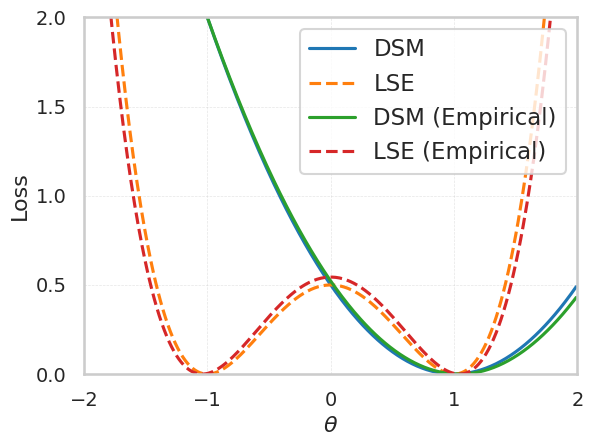 2.0
1.5
1.0
0.5
0.0
Loss
DSM
LSE
DSM (Empirical)
LSE (Empirical)
−2
−1
0
1
2
θ